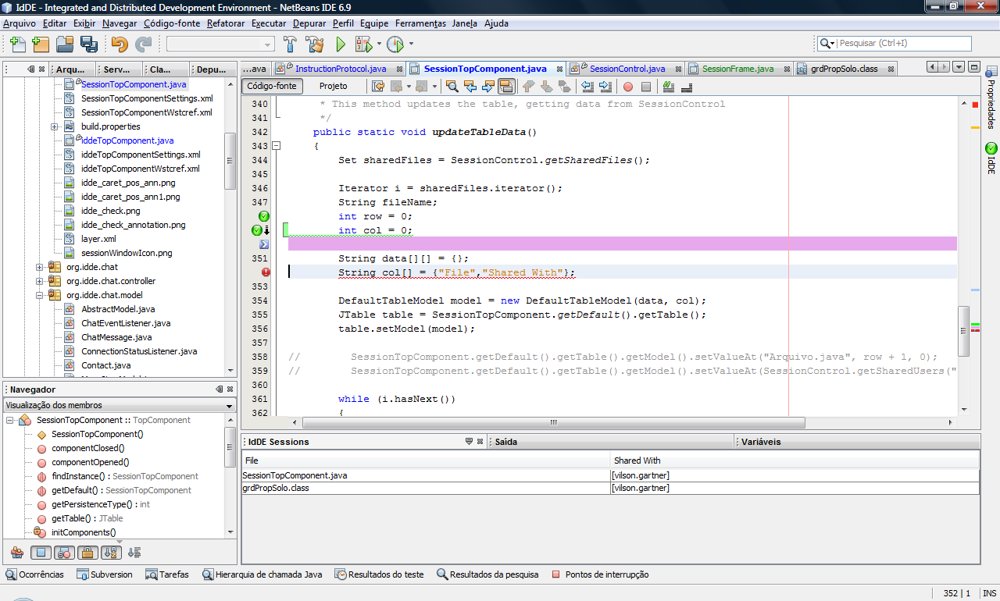 IdDE - Integrated and Distributed Development Environment - NetBeans IDE 6.9
Arquivo Editar Exibir Navegar Código-fonte Refatorar Executar Depurar Perfil Equipe Ferramentas Janela Ajuda
Pesquisar (Ctrl+I)
Arqu... Serv... Cla... Depu...
...ava InstructionProtocol.java SessionTopComponent.java SessionControl.java SessionFrame.java grdPropSolo.class
Código-fonte Projeto
SessionTopComponent.java
SessionTopComponentSettings.xml
SessionTopComponentWstcref.xml
build.properties
iddeTopComponent.java
iddeTopComponentSettings.xml
iddeTopComponentWstcref.xml
idde_caret_pos_ann.png
idde_caret_pos_ann1.png
idde_check.png
idde_check_annotation.png
layer.xml
sessionWindowIcon.png
org.idde.chat
org.idde.chat.controller
org.idde.chat.model
AbstractModel.java
ChatEventListener.java
ChatMessage.java
ConnectionStatusListener.java
Contact.java
340 * This method updates the table, getting data from SessionControl
341 */
342 public static void updateTableData()
343 {
344 Set sharedFiles = SessionControl.getSharedFiles();
345
346 Iterator i = sharedFiles.iterator();
347 String fileName;
int row = 0;
int col = 0;
351 String data[][] = {};
String col[] = {"File","Shared With"};
353
354 DefaultTableModel model = new DefaultTableModel(data, col);
355 JTable table = SessionTopComponent.getDefault().getTable();
356 table.setModel(model);
357
358 // SessionTopComponent.getDefault().getTable().getModel().setValueAt("Arquivo.java", row + 1, 0);
359 // SessionTopComponent.getDefault().getTable().getModel().setValueAt(SessionControl.getSharedUsers("
360
361 while (i.hasNext())
362 {
Propriedades
IdDE
Navegador
Visualização dos membros
SessionTopComponent :: TopComponent
SessionTopComponent()
componentClosed()
componentOpened()
findInstance() : SessionTopComponent
getDefault() : SessionTopComponent
getPersistenceType() : int
getTable() : JTable
initComponents()
IdDE Sessions Saída Variáveis
File Shared With
SessionTopComponent.java [vilson.gartner]
grdPropSolo.class [vilson.gartner]
Ocorrências Subversion Tarefas Hierarquia de chamada Java Resultados do teste Resultados da pesquisa Pontos de interrupção
352 | 1 INS